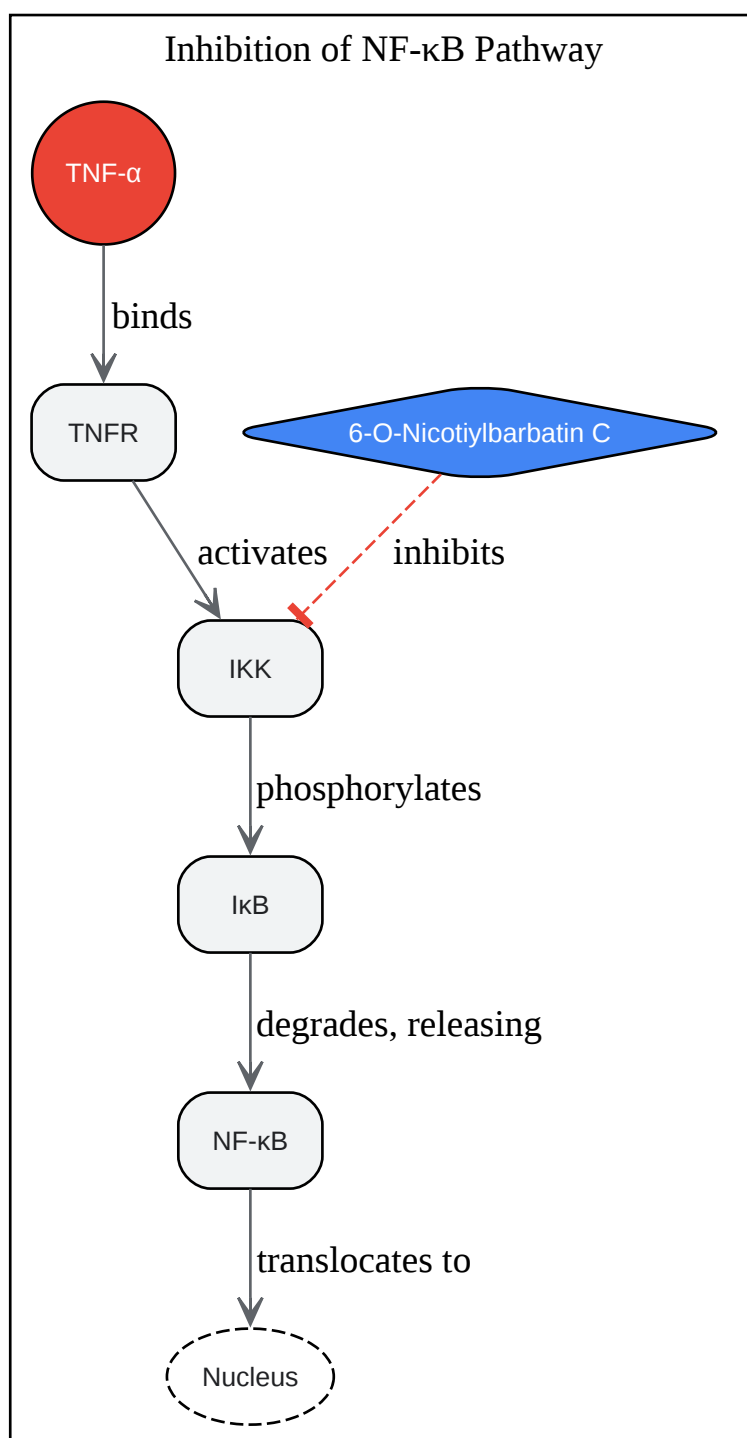 Inhibition of NF-κB Pathway
TNF-α
binds
TNFR
6-O-Nicotiylbarbatin C
activates
inhibits
IKK
phosphorylates
IκB
degrades, releasing
NF-κB
translocates to
Nucleus